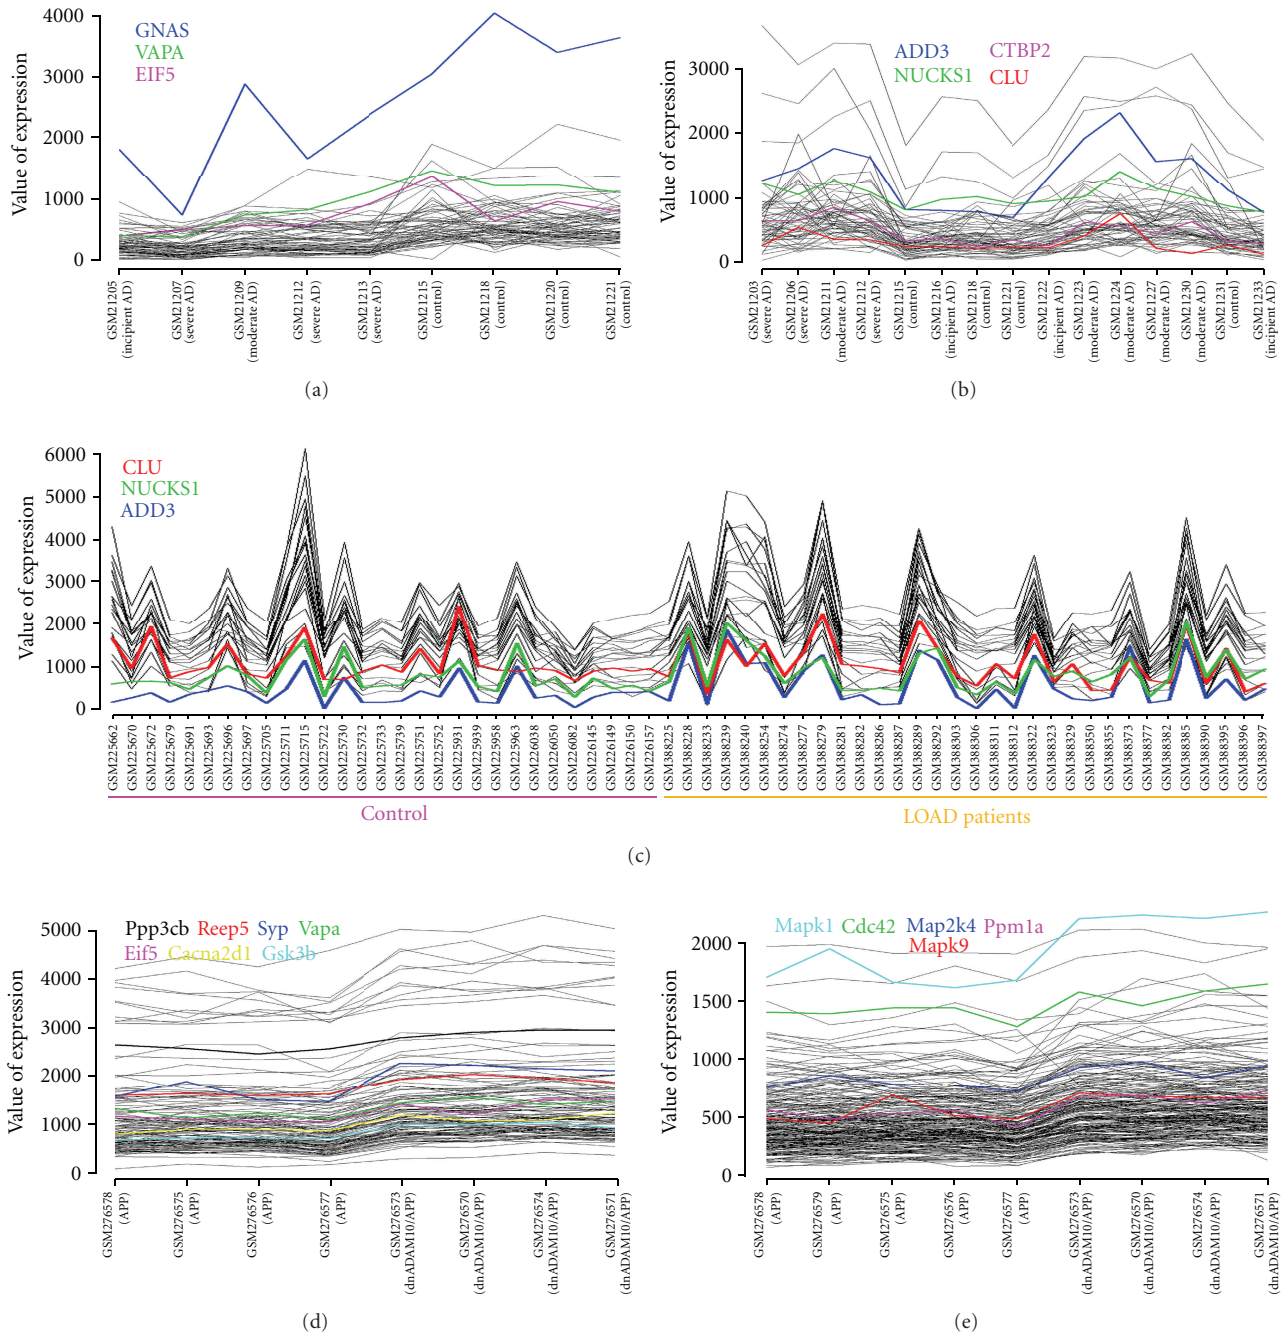 GNAS
VAPA
EIF5
Value of expression
4000
3000
2000
1000
0
GSM21205
(incipient AD)
GSM21207
(severe AD)
GSM21209
(moderate AD)
GSM21212
(severe AD)
GSM21213
(severe AD)
GSM21215
(control)
GSM21218
(control)
GSM21220
(control)
GSM21221
(control)
(a)
ADD3 CTBP2
NUCKS1 CLU
Value of expression
3000
2000
1000
0
GSM21203
(severe AD)
GSM21206
(severe AD)
GSM21211
(moderate AD)
GSM21212
(severe AD)
GSM21215
(control)
GSM21216
(incipient AD)
GSM21218
(control)
GSM21221
(control)
GSM21222
(incipient AD)
GSM21223
(moderate AD)
GSM21224
(moderate AD)
GSM21227
(moderate AD)
GSM21230
(moderate AD)
GSM21231
(control)
GSM21233
(incipient AD)
(b)
CLU
NUCKS1
ADD3
Value of expression
6000
5000
4000
3000
2000
1000
0
GSM225662
GSM225670
GSM225672
GSM225679
GSM225691
GSM225693
GSM225696
GSM225697
GSM225705
GSM225711
GSM225715
GSM225722
GSM225730
GSM225732
GSM225733
GSM225739
GSM225751
GSM225752
GSM225931
GSM225939
GSM225958
GSM225963
GSM226038
GSM226050
GSM226082
GSM226145
GSM226149
GSM226150
GSM226157
GSM388225
GSM388228
GSM388233
GSM388239
GSM388240
GSM388254
GSM388274
GSM388277
GSM388279
GSM388281
GSM388282
GSM388286
GSM388287
GSM388289
GSM388292
GSM388303
GSM388306
GSM388311
GSM388312
GSM388322
GSM388323
GSM388329
GSM388350
GSM388355
GSM388373
GSM388377
GSM388382
GSM388385
GSM388390
GSM388395
GSM388396
GSM388397
Control
LOAD patients
(c)
Ppp3cb Reep5 Syp Vapa
Eif5 Cacna2d1 Gsk3b
Value of expression
5000
4000
3000
2000
1000
0
GSM276578
(APP)
GSM276575
(APP)
GSM276576
(APP)
GSM276577
(APP)
GSM276573
(dnADAM10/APP)
GSM276570
(dnADAM10/APP)
GSM276574
(dnADAM10/APP)
GSM276571
(dnADAM10/APP)
(d)
Mapk1 Cdc42 Map2k4 Ppm1a
Mapk9
Value of expression
2000
1500
1000
500
0
GSM276578
(APP)
GSM276579
(APP)
GSM276575
(APP)
GSM276576
(APP)
GSM276577
(APP)
GSM276573
(dnADAM10/APP)
GSM276570
(dnADAM10/APP)
GSM276574
(dnADAM10/APP)
GSM276571
(dnADAM10/APP)
(e)